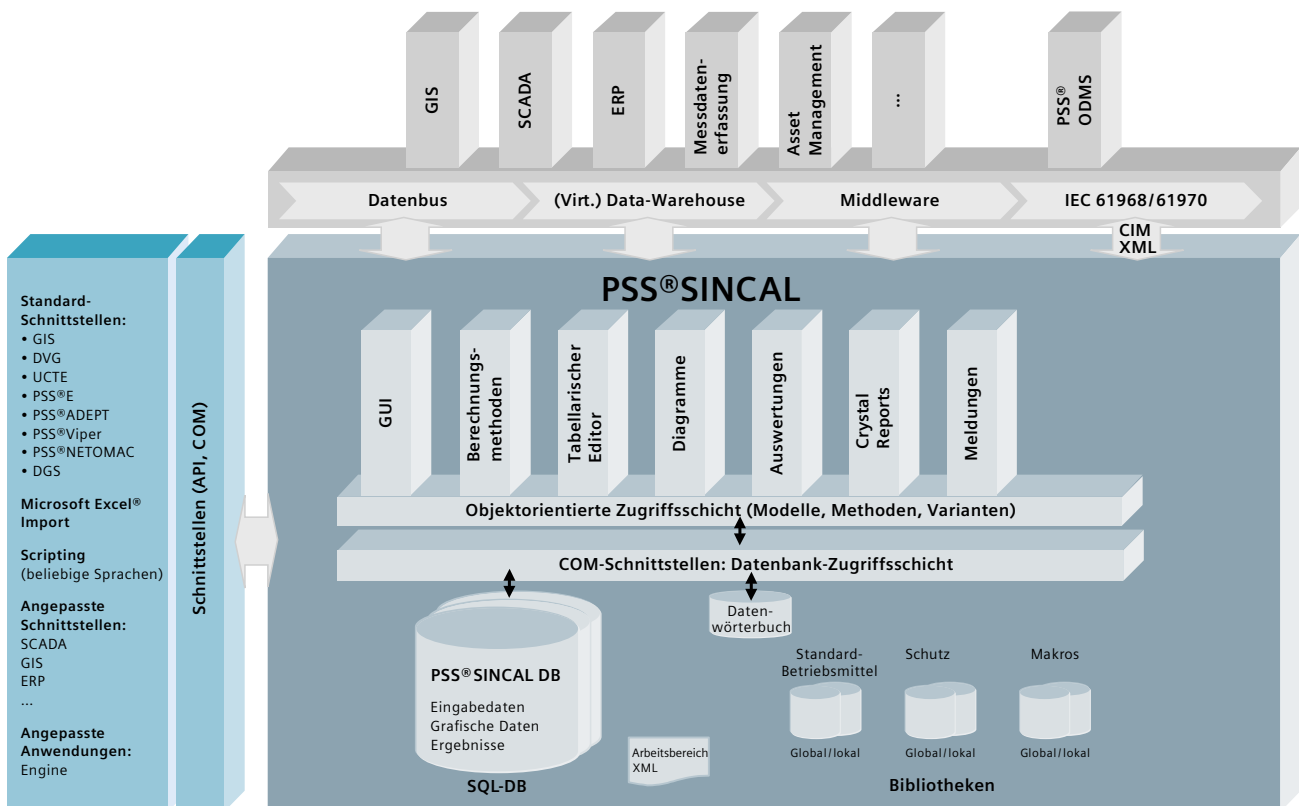 GIS
SCADA
ERP
Messdaten-
erfassung
Asset
Management
...
PSS®
ODMS
Datenbus
(Virt.) Data-Warehouse
Middleware
IEC 61968/61970
CIM
XML
Standard-
Schnittstellen:
• GIS
• DVG
• UCTE
• PSS®E
• PSS®ADEPT
• PSS®Viper
• PSS®NETOMAC
• DGS
Microsoft Excel®
Import
Scripting
(beliebige Sprachen)
Angepasste
Schnittstellen:
SCADA
GIS
ERP
...
Angepasste
Anwendungen:
Engine
Schnittstellen (API, COM)
PSS®SINCAL
GUI
Berechnungs-
methoden
Tabellarischer
Editor
Diagramme
Auswertungen
Crystal
Reports
Meldungen
Objektorientierte Zugriffsschicht (Modelle, Methoden, Varianten)
COM-Schnittstellen: Datenbank-Zugriffsschicht
Daten-
wörterbuch
PSS®SINCAL DB
Eingabedaten
Grafische Daten
Ergebnisse
SQL-DB
Arbeitsbereich
XML
Standard-
Betriebsmittel
Schutz
Makros
Global/lokal
Global/lokal
Global/lokal
Bibliotheken